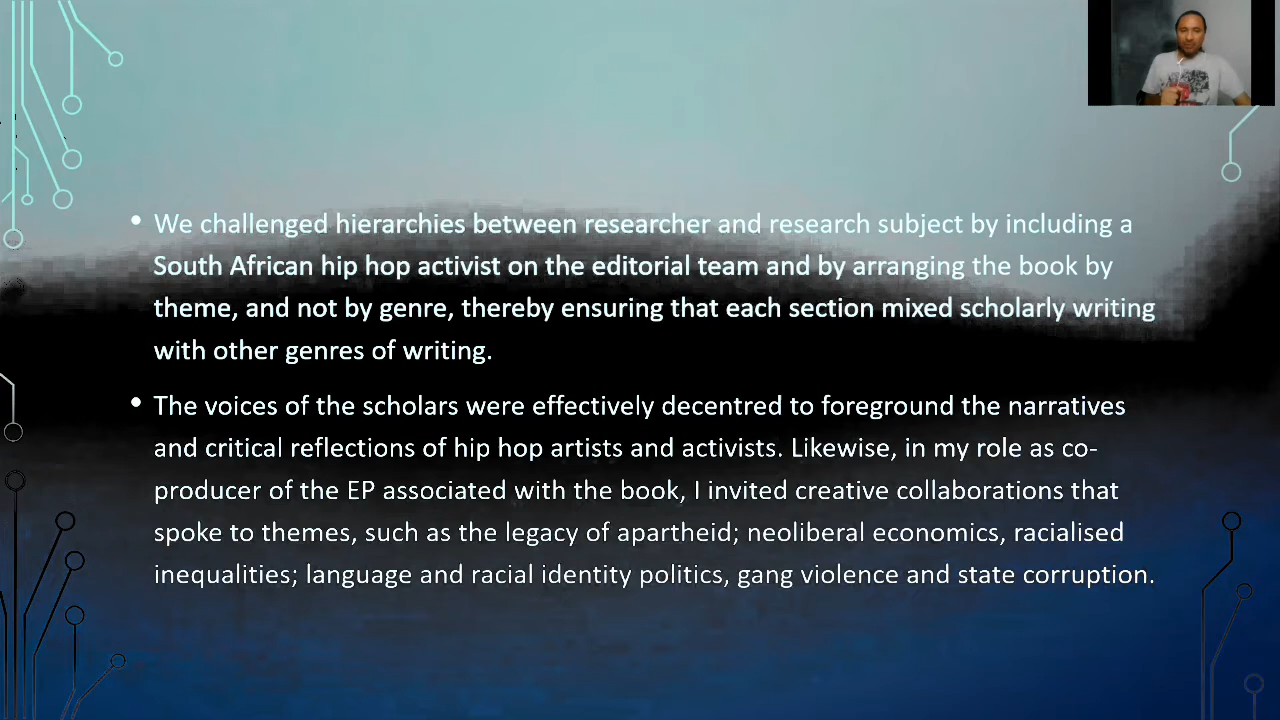 • We challenged hierarchies between researcher and research subject by including a
South African hip hop activist on the editorial team and by arranging the book by
theme, and not by genre, thereby ensuring that each section mixed scholarly writing
with other genres of writing.
• The voices of the scholars were effectively decentred to foreground the narratives
and critical reflections of hip hop artists and activists. Likewise, in my role as co-
producer of the EP associated with the book, I invited creative collaborations that
spoke to themes, such as the legacy of apartheid; neoliberal economics, racialised
inequalities; language and racial identity politics, gang violence and state corruption.